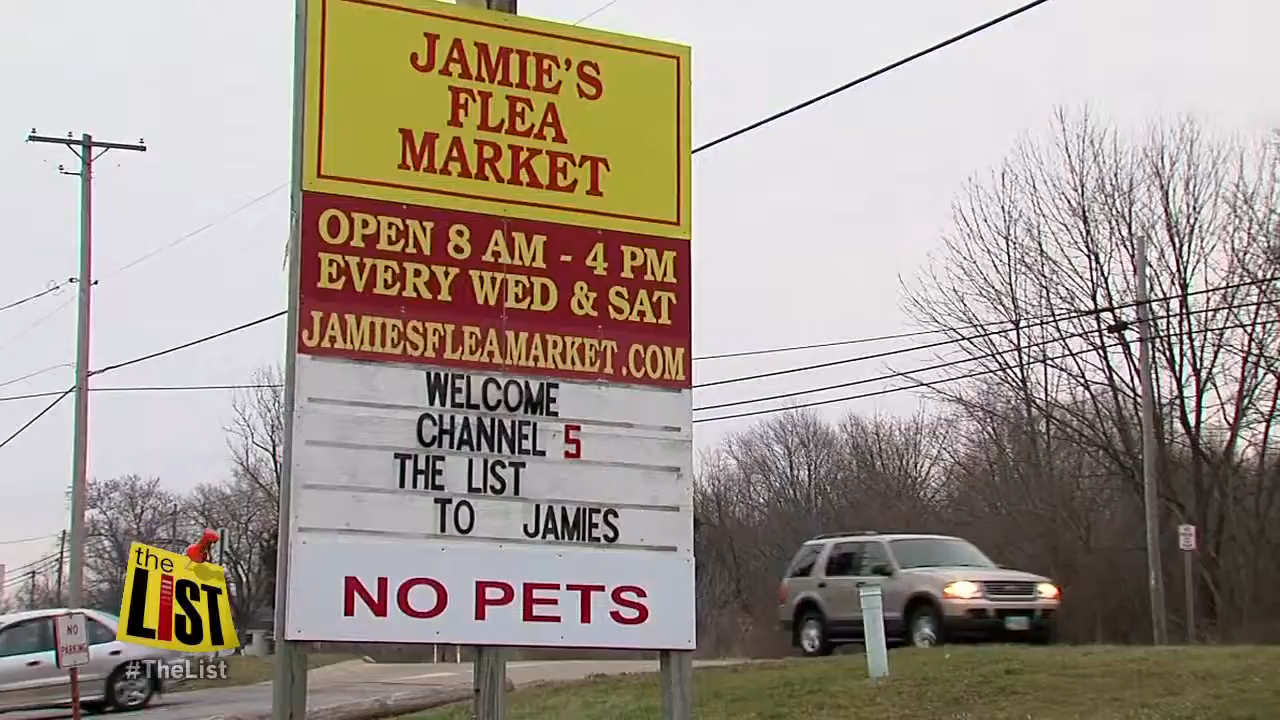 JAMIE'S
FLEA
MARKET
OPEN 8 AM - 4 PM
EVERY WED & SAT
JAMIESFLEAMARKET.COM
WELCOME
CHANNEL 5
THE LIST
TO JAMIES
NO PETS
NO
PARKING
the
LIST
#TheList